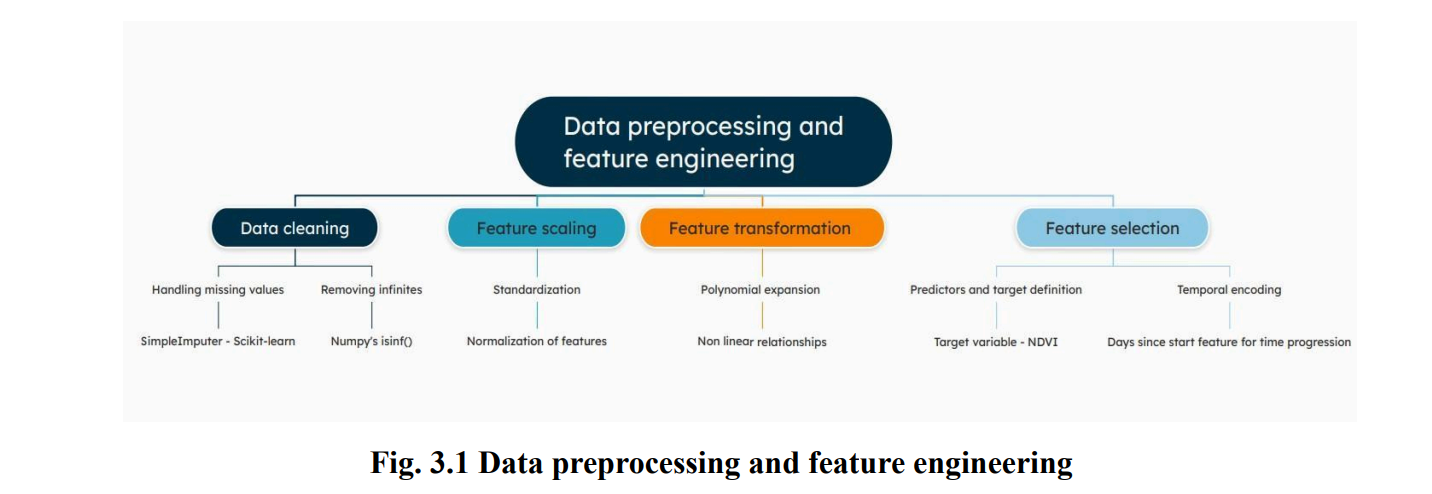 Data preprocessing and
feature engineering
Data cleaning
Feature scaling
Feature transformation
Feature selection
Handling missing values
Removing infinites
Standardization
Polynomial expansion
Predictors and target definition
Temporal encoding
SimpleImputer - Scikit-learn
Numpy's isinf()
Normalization of features
Non linear relationships
Target variable - NDVI
Days since start feature for time progression
Fig. 3.1 Data preprocessing and feature engineering